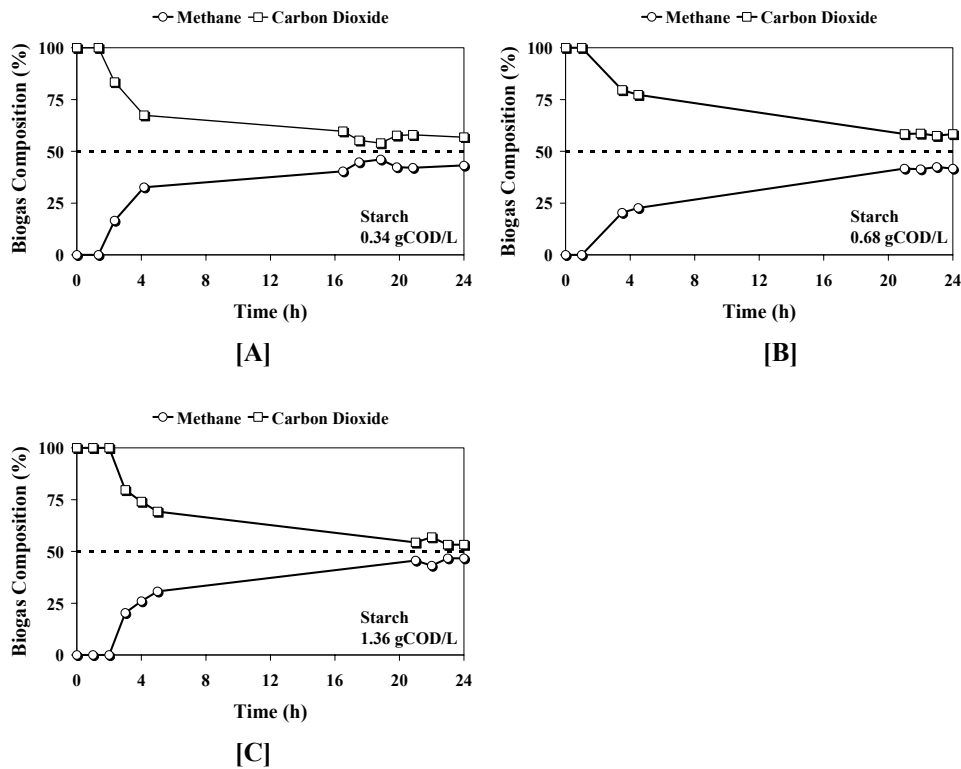 Methane Carbon Dioxide
100
75
50
25
0
Biogas Composition (%)
Starch
0.34 gCOD/L
0 4 8 12 16 20 24
Time (h)
[A]
Methane Carbon Dioxide
100
75
50
25
0
Biogas Composition (%)
Starch
0.68 gCOD/L
0 4 8 12 16 20 24
Time (h)
[B]
Methane Carbon Dioxide
100
75
50
25
0
Biogas Composition (%)
Starch
1.36 gCOD/L
0 4 8 12 16 20 24
Time (h)
[C]